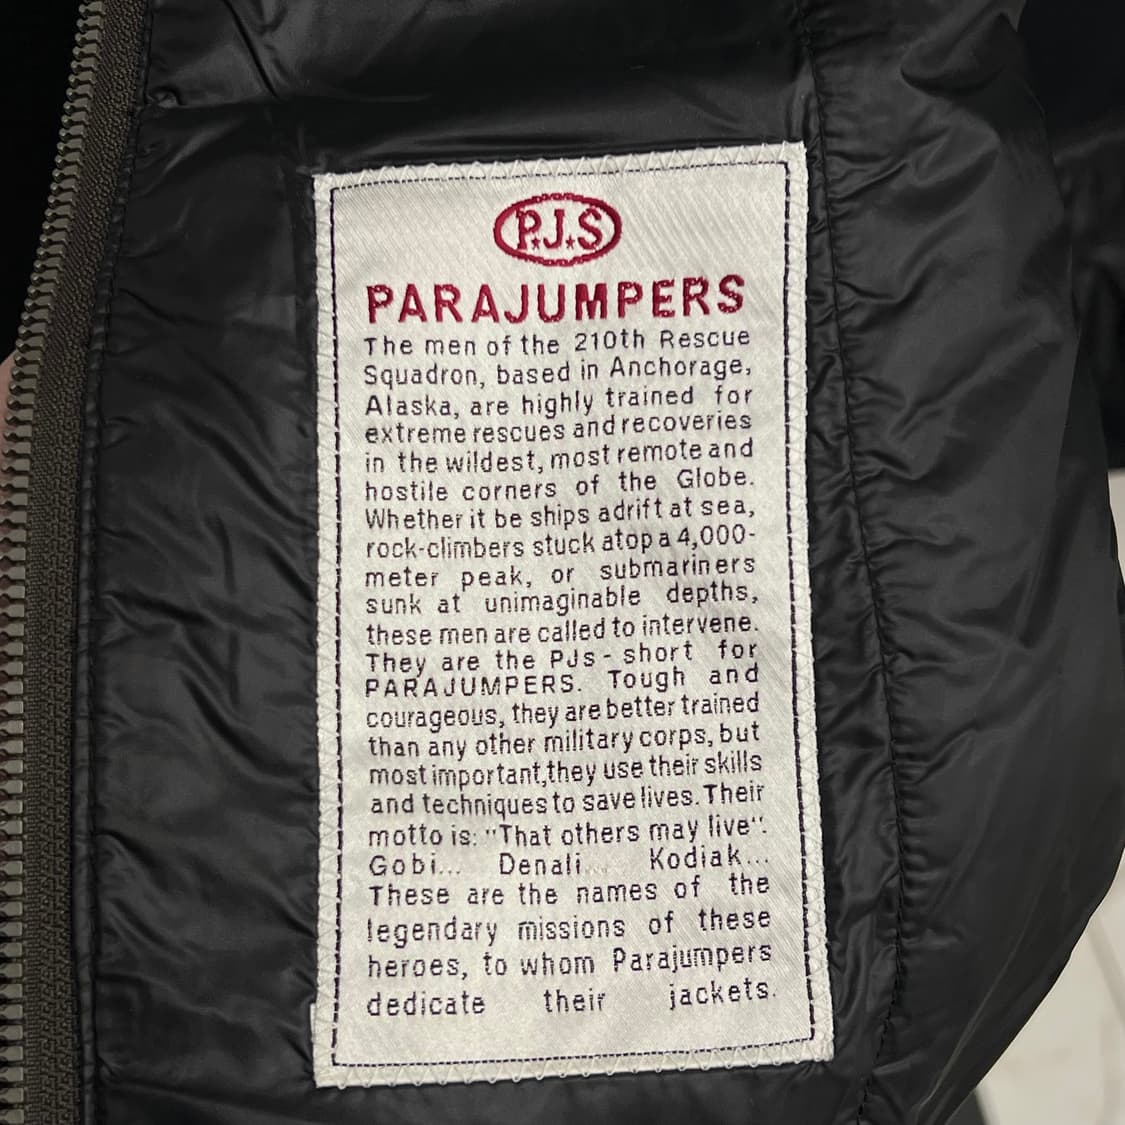 P.J.S
PARAJUMPERS
The men of the 210th Rescue
Squadron, based in Anchorage,
Alaska, are highly trained for
extreme rescues and recoveries
in the wildest, most remote and
hostile corners of the Globe.
Whether it be ships adrift at sea,
rock-climbers stuck atop a 4,000-
meter peak, or submariners
sunk at unimaginable depths,
these men are called to intervene.
They are the PJs - short for
PARAJUMPERS. Tough and
courageous, they are better trained
than any other military corps, but
most important,they use their skills
and techniques to save lives. Their
motto is: "That others may live".
Gobi... Denali... Kodiak...
These are the names of the
legendary missions of these
heroes, to whom Parajumpers
dedicate their jackets.